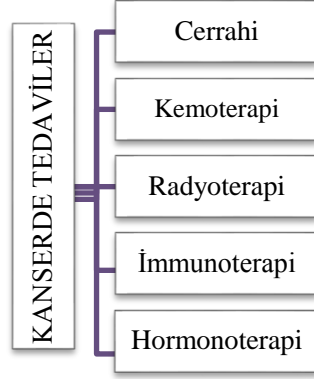 KANSERDE TEDAVİLER
Cerrahi
Kemoterapi
Radyoterapi
İmmunoterapi
Hormonoterapi